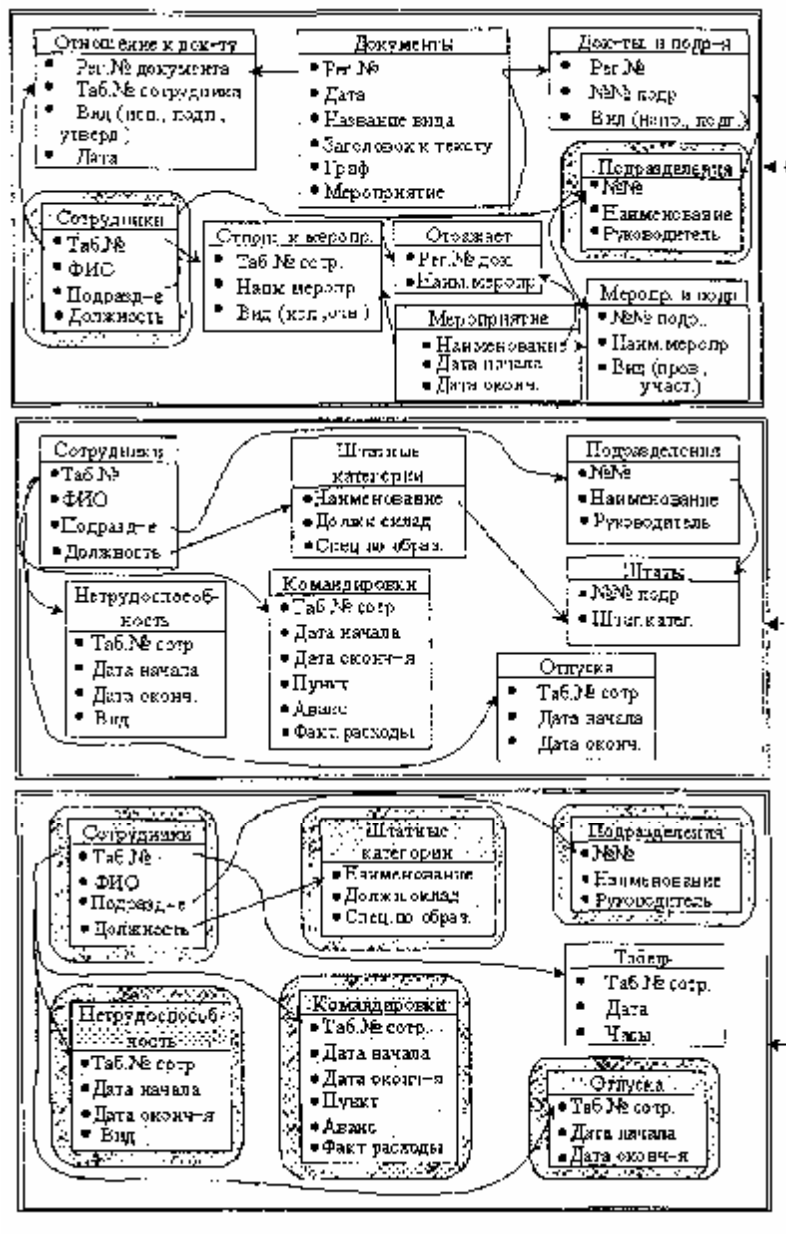 Отношение к док-ту
• Рег.№ документа
• Таб.№ сотрудника
• Вид (исп., подп.,
утверд.)
• Дата
Документы
• Рег.№
• Дата
• Название вида
• Заголовок к тексту
• Гриф
• Мероприятие
Док-ты и подр-я
• Рег.№
• №№ подр
• Вид (напр., подг.)
Подразделения
• №№
• Наименование
• Руководитель
Сотрудники
• Таб.№
• ФИО
• Подразд-е
• Должность
к меропр.
• Таб.№ сотр.
• Наим меропр
• Вид (исп., отв.)
Отражает
• Рег.№ док
• Наим.меропр
Мероприятие
• Наименование
• Дата начала
• Дата оконч.
Меропр. и подр
• №№ подр.
• Наим.меропр
• Вид (пров.,
участ.)
Сотрудники
• Таб.№
• ФИО
• Подразд-е
• Должность
Штатные
категории
• Наименование
• Должн оклад
• Спец.по образ.
Подразделения
• №№
• Наименование
• Руководитель
Штаты
• №№ подр
• Штат.катег.
Нетрудоспособ-
ность
• Таб.№ сотр
• Дата начала
• Дата оконч.
• Вид
Командировки
• Таб.№ сотр
• Дата начала
• Дата оконч-я
• Пункт
• Аванс
• Факт.расходы
Отпуска
• Таб.№ сотр
• Дата начала
• Дата оконч.
Сотрудники
• Таб.№
• ФИО
• Подразд-е
• Должность
Штатные
категории
• Наименование
• Должн.оклад
• Спец.по образ.
Подразделения
• №№
• Наименование
• Руководитель
Табель
• Таб.№ сотр.
• Дата
• Часы
Нетрудоспособ-
ность
• Таб.№ сотр
• Дата начала
• Дата оконч-я
• Вид
Командировки
• Таб.№ сотр.
• Дата начала
• Дата оконч-я
• Пункт
• Аванс
• Факт расходы
Отпуска
• Таб.№ сотр.
• Дата начала
• Дата оконч-я